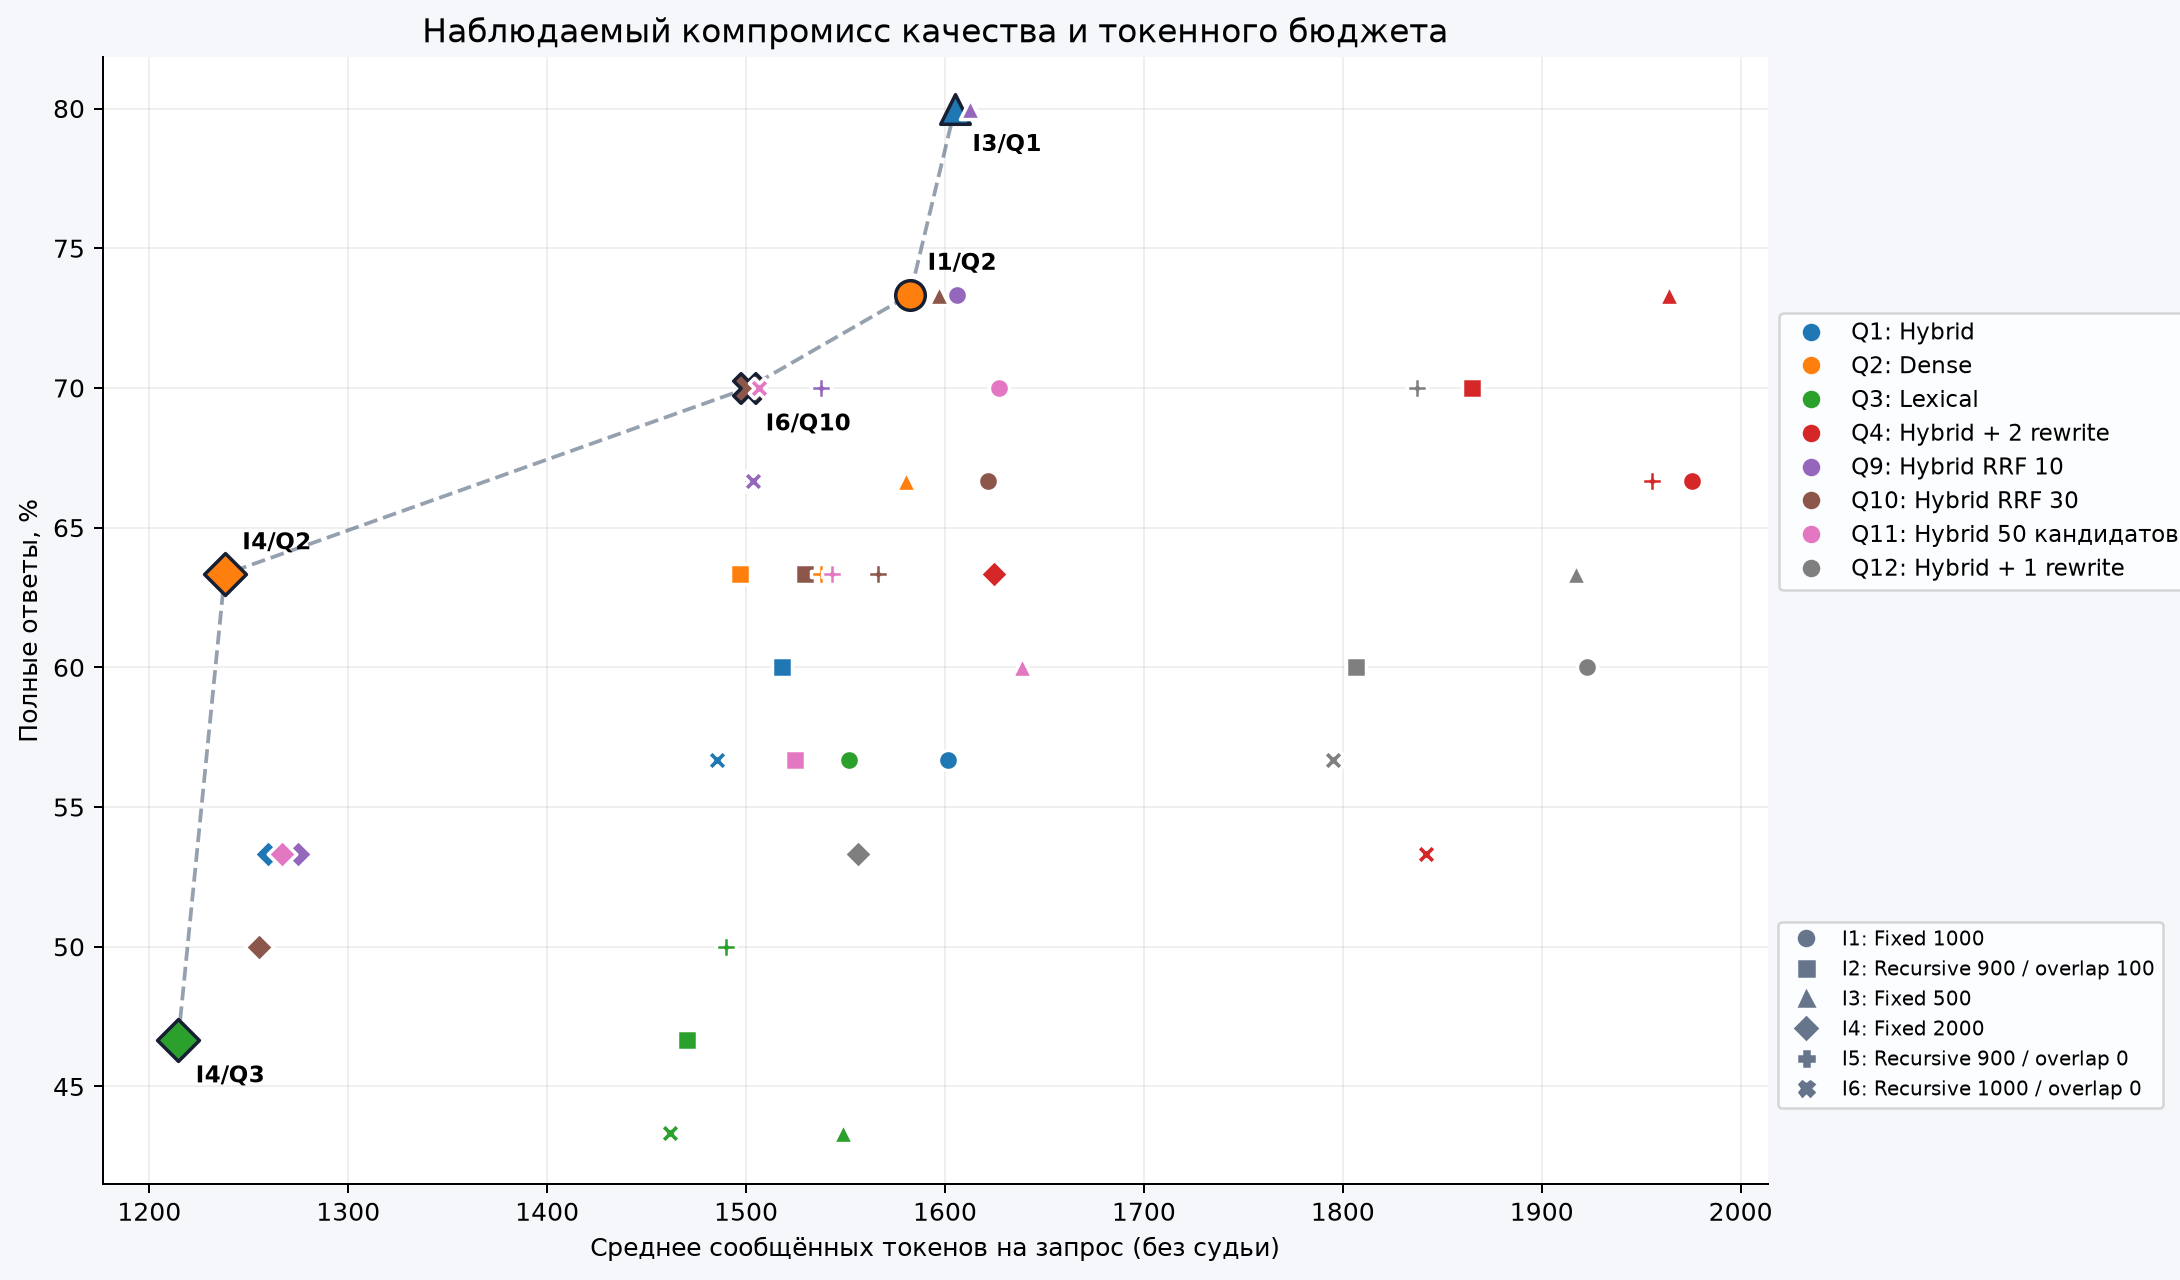 Наблюдаемый компромисс качества и токенного бюджета
80
75
70
65
60
55
50
45
Полные ответы, %
I3/Q1
I1/Q2
I6/Q10
I4/Q2
I4/Q3
1200 1300 1400 1500 1600 1700 1800 1900 2000
Среднее сообщённых токенов на запрос (без судьи)
Q1: Hybrid
Q2: Dense
Q3: Lexical
Q4: Hybrid + 2 rewrite
Q9: Hybrid RRF 10
Q10: Hybrid RRF 30
Q11: Hybrid 50 кандидатов
Q12: Hybrid + 1 rewrite
I1: Fixed 1000
I2: Recursive 900 / overlap 100
I3: Fixed 500
I4: Fixed 2000
I5: Recursive 900 / overlap 0
I6: Recursive 1000 / overlap 0